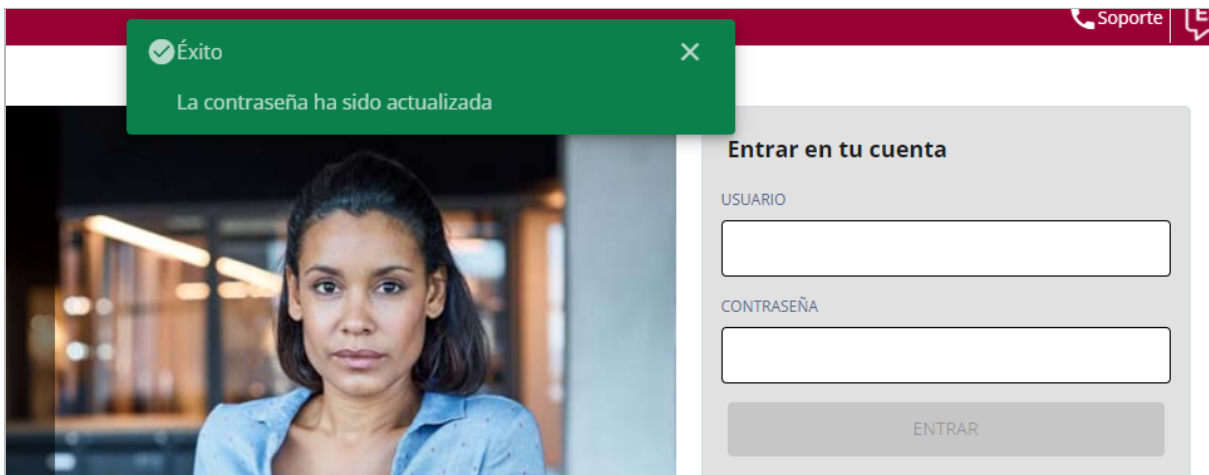 Soporte
Éxito
La contraseña ha sido actualizada
Entrar en tu cuenta
USUARIO
CONTRASEÑA
ENTRAR